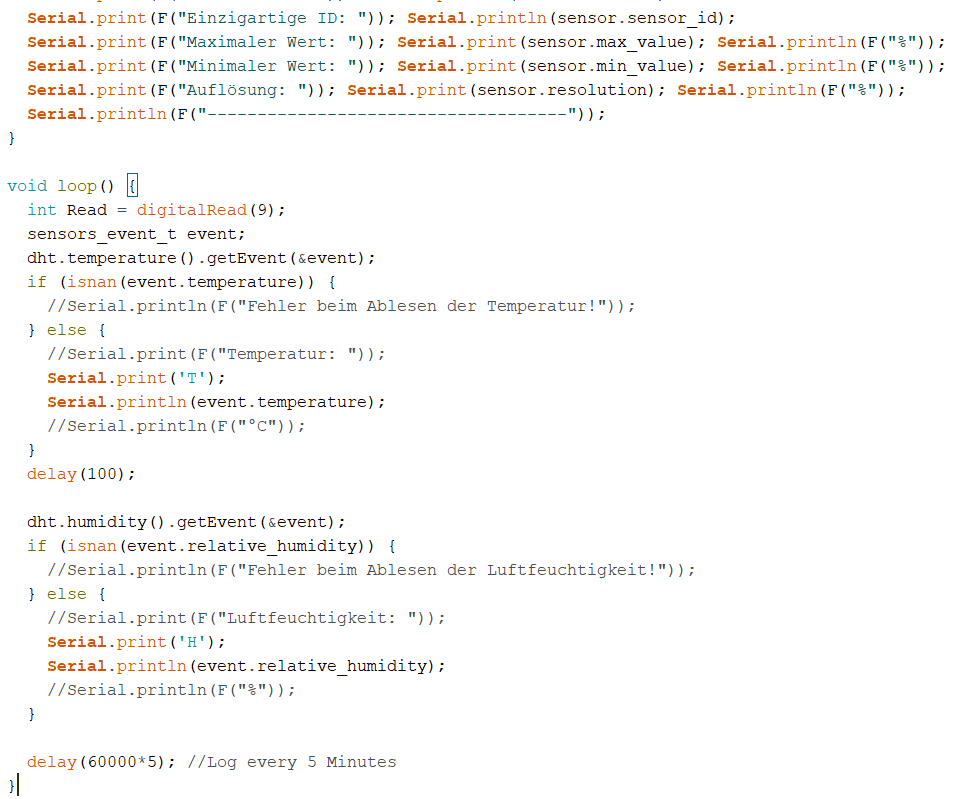 Serial.print(F("Einzigartige ID: ")); Serial.println(sensor.sensor_id);
Serial.print(F("Maximaler Wert: ")); Serial.print(sensor.max_value); Serial.println(F("%"));
Serial.print(F("Minimaler Wert: ")); Serial.print(sensor.min_value); Serial.println(F("%"));
Serial.print(F("Auflösung: ")); Serial.print(sensor.resolution); Serial.println(F("%"));
Serial.println(F("------------------------------------"));
}
void loop() {
int Read = digitalRead(9);
sensors_event_t event;
dht.temperature().getEvent(&event);
if (isnan(event.temperature)) {
//Serial.println(F("Fehler beim Ablesen der Temperatur!"));
} else {
//Serial.print(F("Temperatur: "));
Serial.print('T');
Serial.println(event.temperature);
//Serial.println(F("°C"));
}
delay(100);
dht.humidity().getEvent(&event);
if (isnan(event.relative_humidity)) {
//Serial.println(F("Fehler beim Ablesen der Luftfeuchtigkeit!"));
} else {
//Serial.print(F("Luftfeuchtigkeit: "));
Serial.print('H');
Serial.println(event.relative_humidity);
//Serial.println(F("%"));
}
delay(60000*5); //Log every 5 Minutes
}